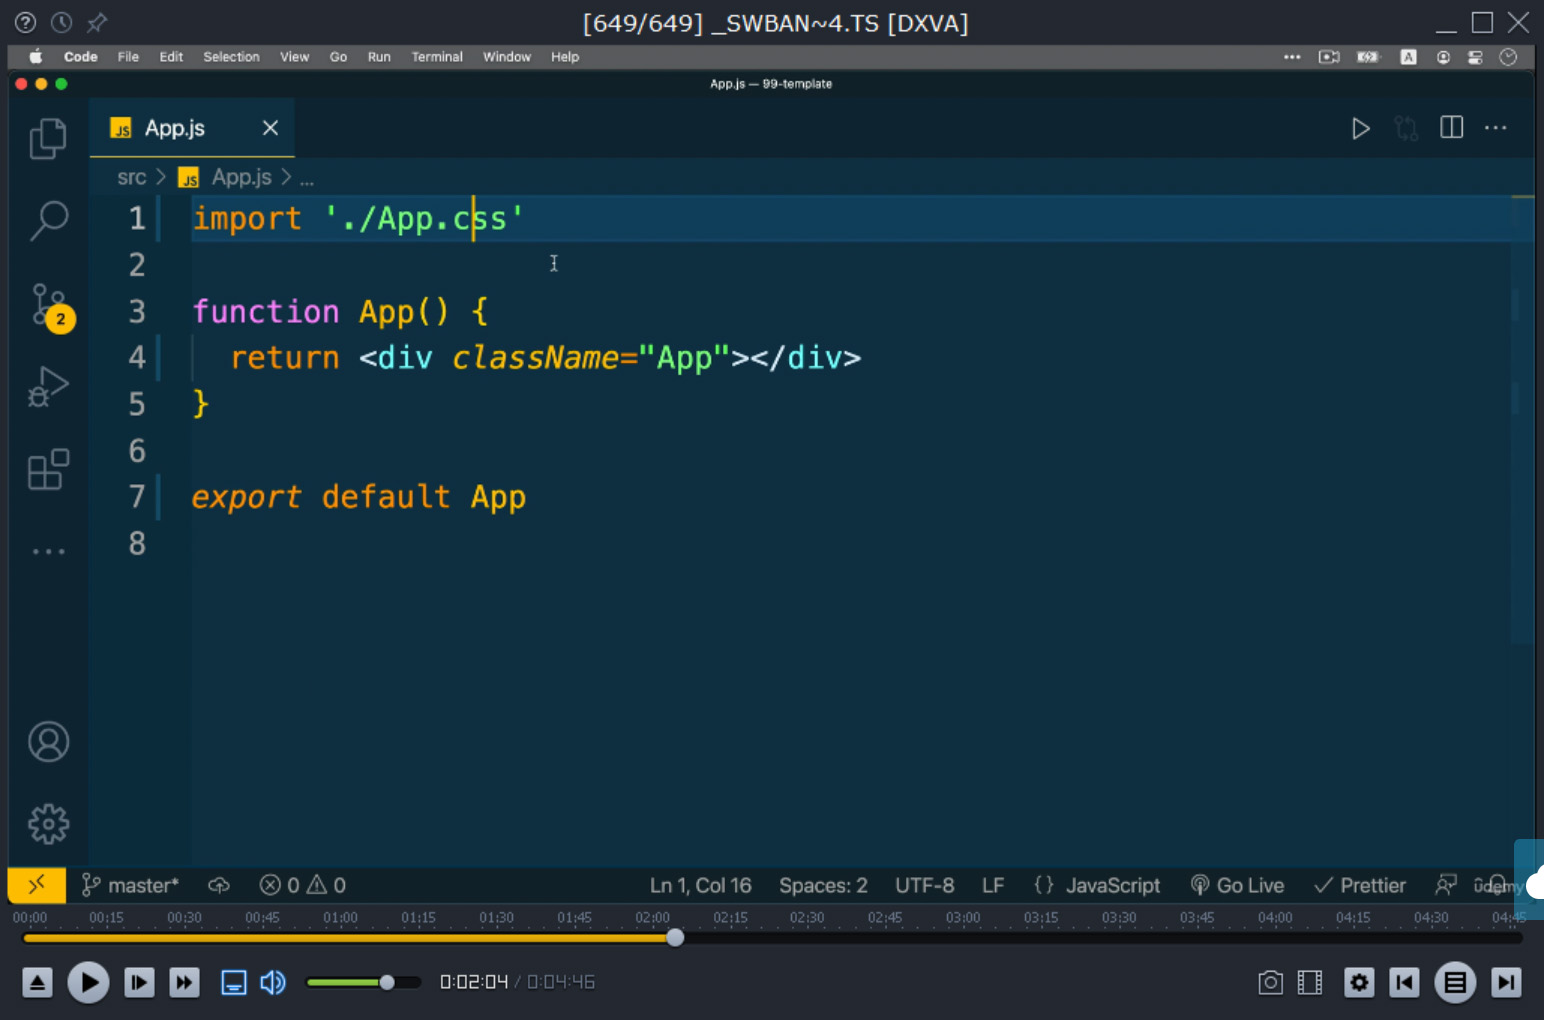 [649/649] _SWBAN~4.TS [DXVA]
Code File Edit Selection View Go Run Terminal Window Help
A
App.js — 99-template
JS App.js
src > JS App.js > ...
1 import './App.css'
2
3 function App() {
4 return <div className="App"></div>
5 }
6
7 export default App
8
2
master* 0 0 Ln 1, Col 16 Spaces: 2 UTF-8 LF {} JavaScript Go Live Prettier
00:00 00:15 00:30 00:45 01:00 01:15 01:30 01:45 02:00 02:15 02:30 02:45 03:00 03:15 03:30 03:45 04:00 04:15 04:30 04:45
0:02:04 / 0:04:46